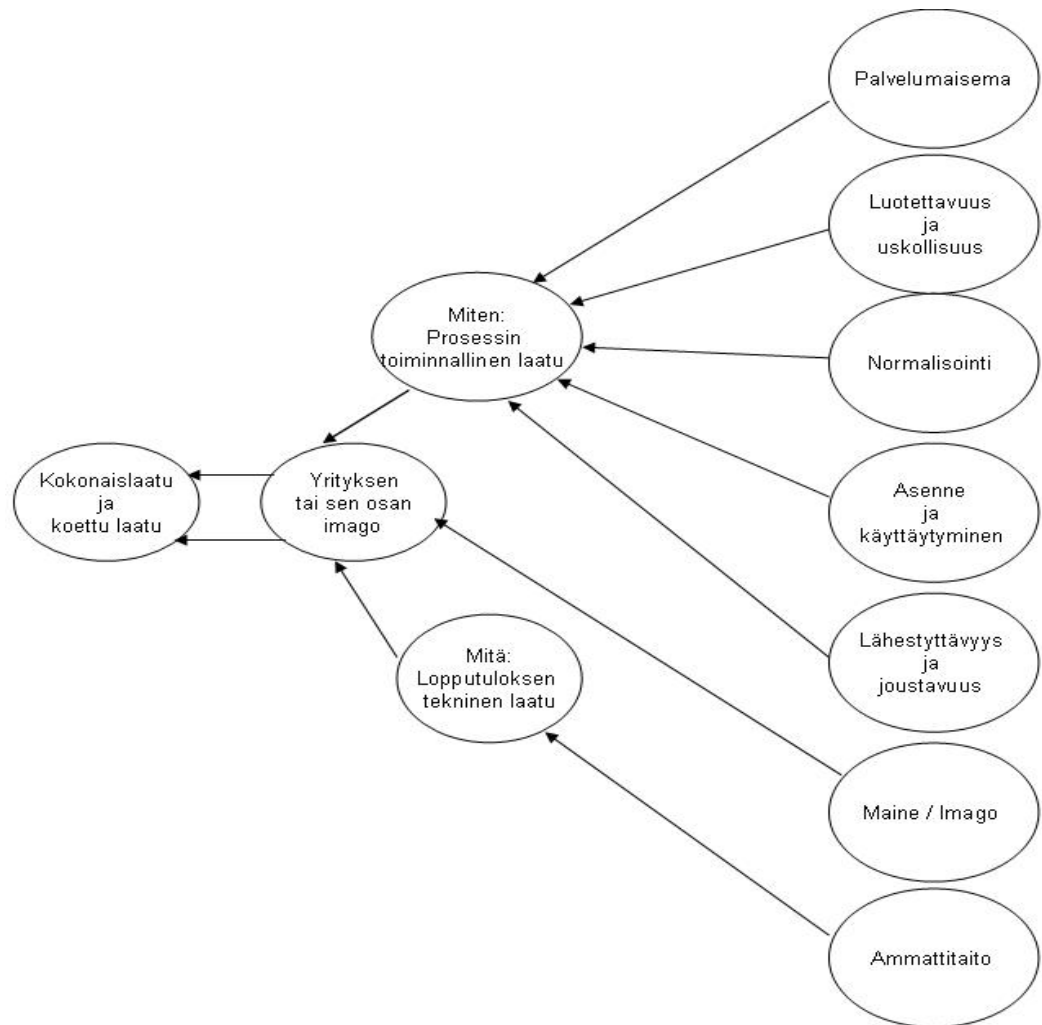 Palvelumaisema
Luotettavuus
ja
uskollisuus
Miten:
Prosessin
toiminnallinen laatu
Normalisointi
Kokonaislaatu
ja
koettu laatu
Yrityksen
tai sen osan
imago
Asenne
ja
käyttäytyminen
Mitä:
Lopputuloksen
tekninen laatu
Lähestyttävyys
ja
joustavuus
Maine / Imago
Ammattitaito